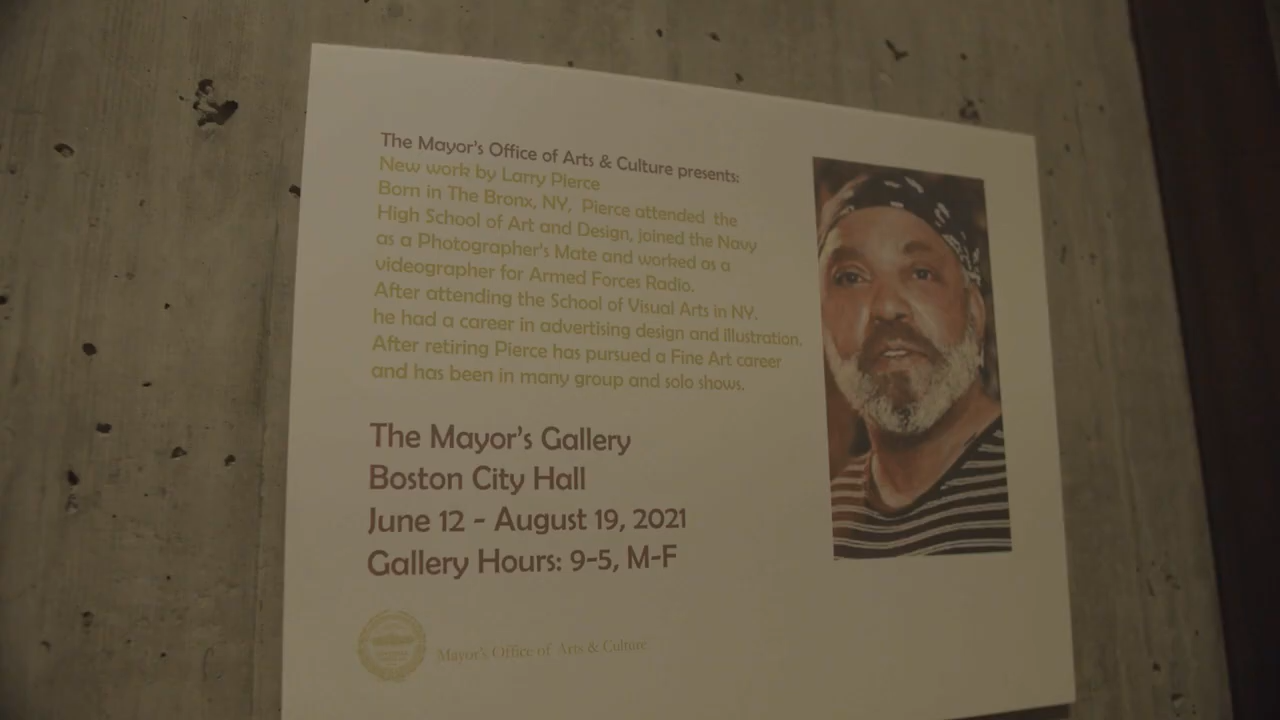 The Mayor's Office of Arts & Culture presents:
New work by Larry Pierce
Born in The Bronx, NY, Pierce attended the
High School of Art and Design, joined the Navy
as a Photographer's Mate and worked as a
videographer for Armed Forces Radio.
After attending the School of Visual Arts in NY.
he had a career in advertising design and illustration.
After retiring Pierce has pursued a Fine Art career
and has been in many group and solo shows.
The Mayor's Gallery
Boston City Hall
June 12 - August 19, 2021
Gallery Hours: 9-5, M-F
Mayor's Office of Arts & Culture